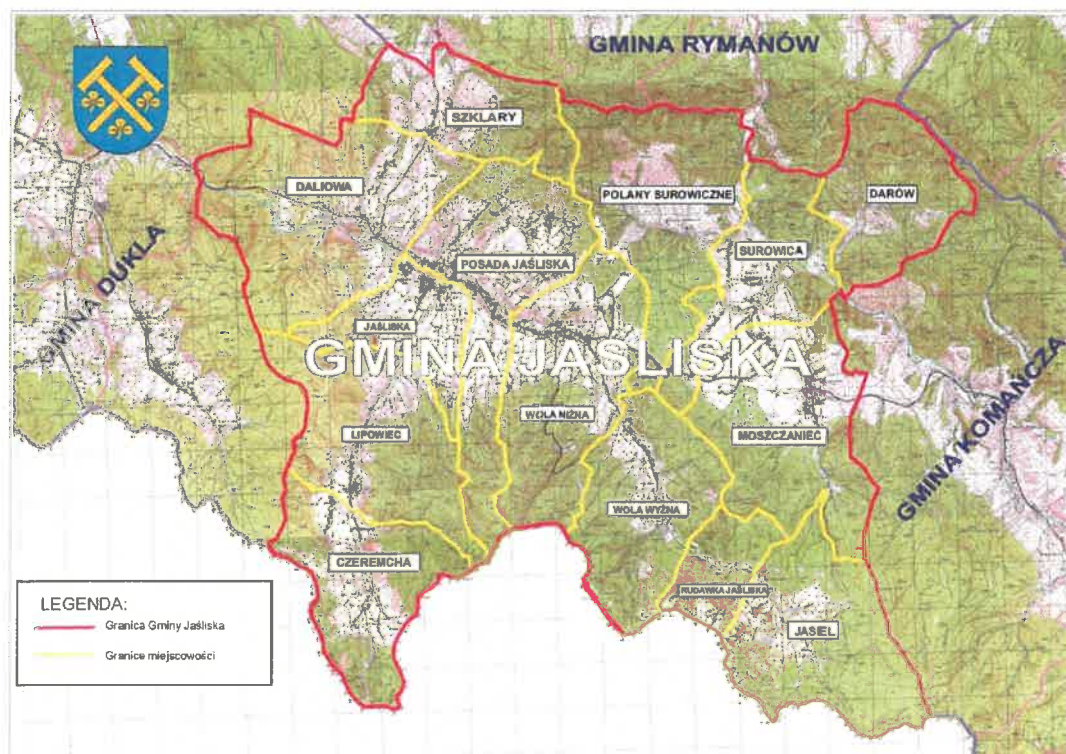 GMINA RYMANÓW
SZKLARY
DALIOWA
POLANY SUROWICZNE
DARÓW
SUROWICA
POSADA JAŚLISKA
GMINA DUKLA
JAŚLISKA
GMINA JAŚLISKA
WOLA NIŻNA
LIPOWIEC
MOSZCZANIEC
GMINA KOMAŃCZA
WOLA WYŻNA
CZEREMCHA
RUDAWKA JAŚLISKA
JASIEL
LEGENDA:
Granica Gminy Jaśliska
Granice miejscowości